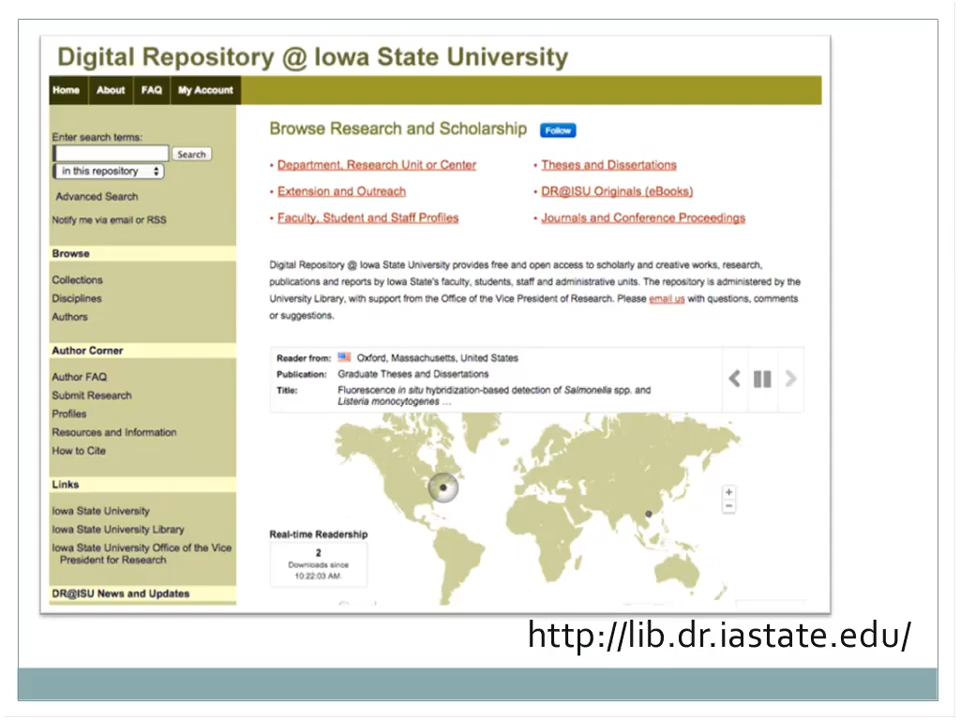 Digital Repository @ Iowa State University
Home About FAQ My Account
Enter search terms:
Search
in this repository
Advanced Search
Notify me via email or RSS
Browse
Collections
Disciplines
Authors
Author Corner
Author FAQ
Submit Research
Profiles
Resources and Information
How to Cite
Links
Iowa State University
Iowa State University Library
Iowa State University Office of the Vice
President for Research
DR@ISU News and Updates
Browse Research and Scholarship Follow
• Department, Research Unit or Center
• Extension and Outreach
• Faculty, Student and Staff Profiles
• Theses and Dissertations
• DR@ISU Originals (eBooks)
• Journals and Conference Proceedings
Digital Repository @ Iowa State University provides free and open access to scholarly and creative works, research,
publications and reports by Iowa State's faculty, students, staff and administrative units. The repository is administered by the
University Library, with support from the Office of the Vice President of Research. Please email us with questions, comments
or suggestions.
Reader from: Oxford, Massachusetts, United States
Publication: Graduate Theses and Dissertations
Title: Fluorescence in situ hybridization-based detection of Salmonella spp. and
Listeria monocytogenes ...
+
−
Real-time Readership
2
Downloads since
10:22:03 AM.
http://lib.dr.iastate.edu/